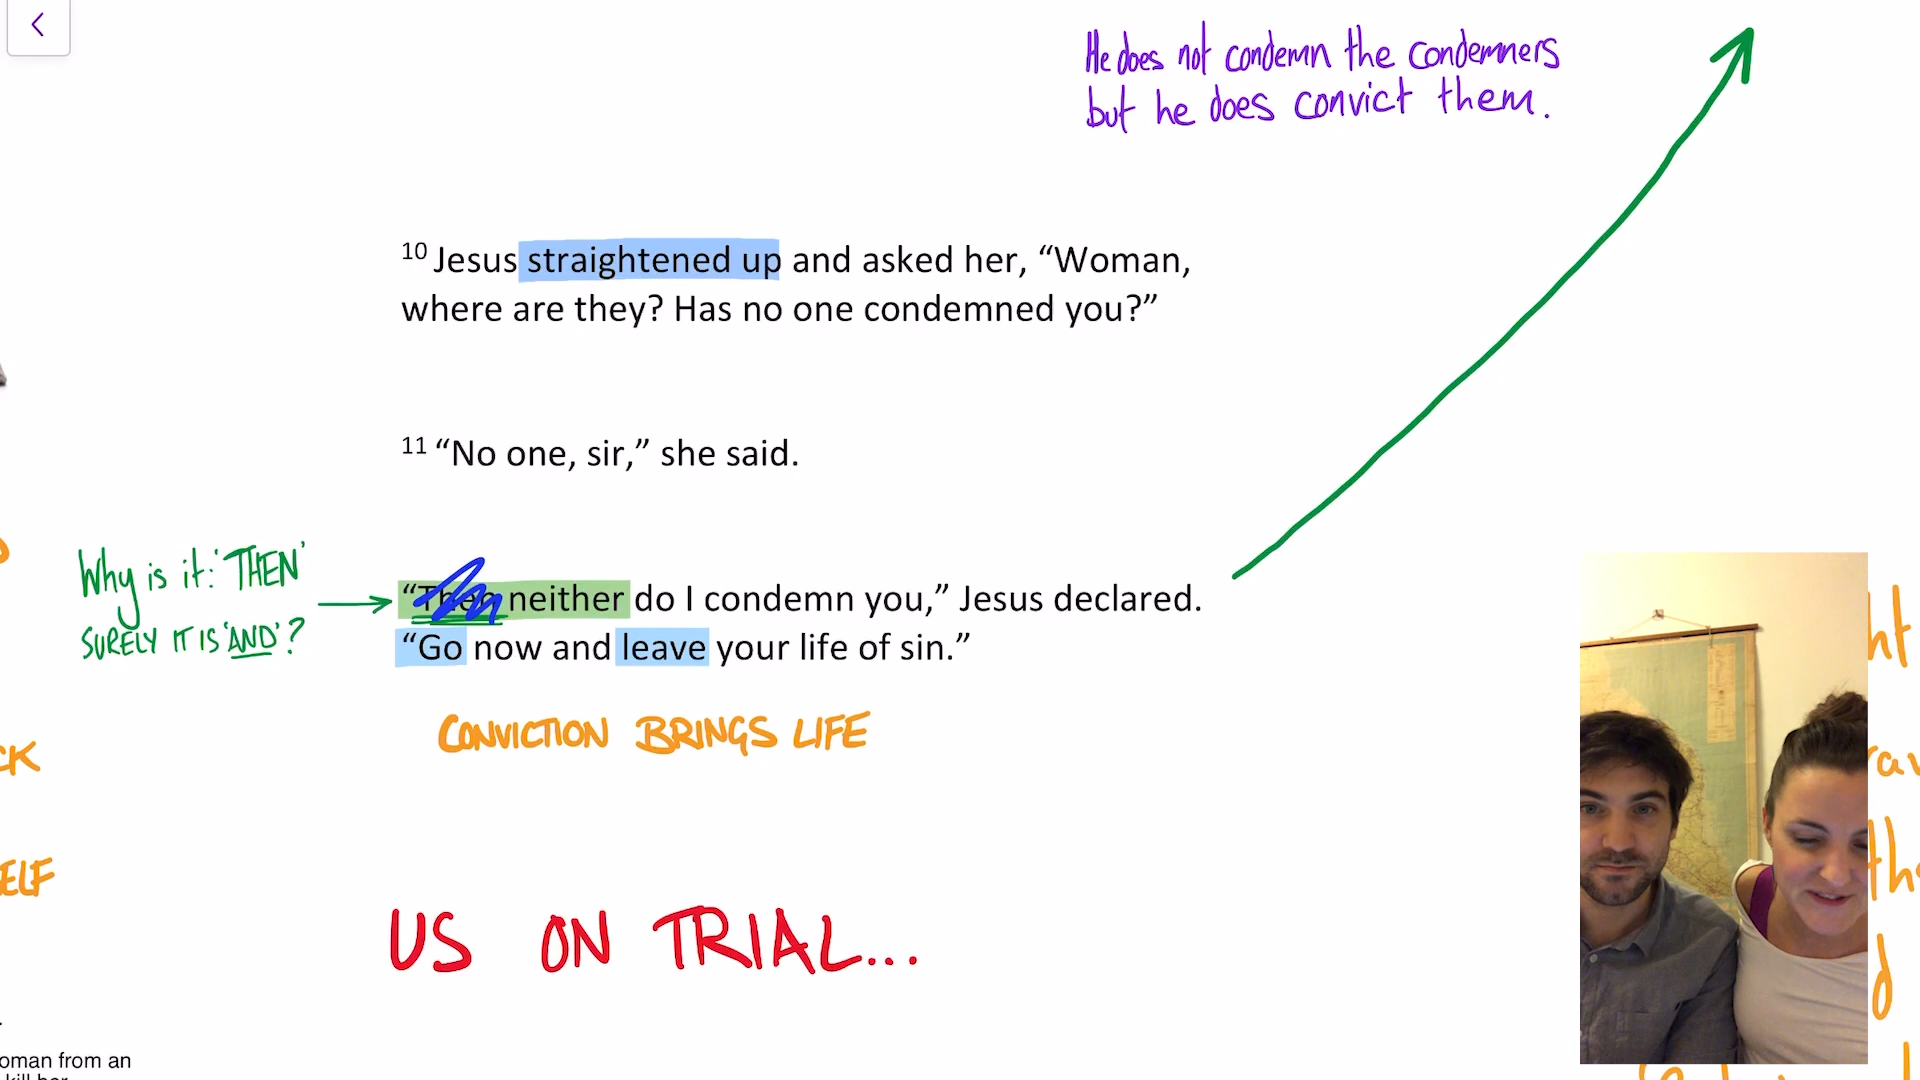 He does not condemn the condemners
but he does convict them.
10 Jesus straightened up and asked her, “Woman,
where are they? Has no one condemned you?”
11 “No one, sir,” she said.
Why is it: 'THEN'
SURELY IT IS 'AND'?
“Then neither do I condemn you,” Jesus declared.
“Go now and leave your life of sin.”
CONVICTION BRINGS LIFE
US ON TRIAL...
oman from an